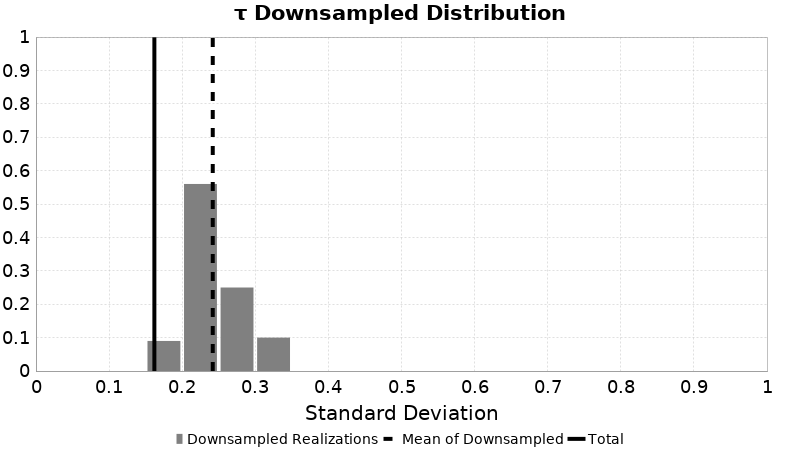 τ Downsampled Distribution
1
0.9
0.8
0.7
0.6
0.5
0.4
0.3
0.2
0.1
0
0 0.1 0.2 0.3 0.4 0.5 0.6 0.7 0.8 0.9 1
Standard Deviation
Downsampled Realizations Mean of Downsampled Total